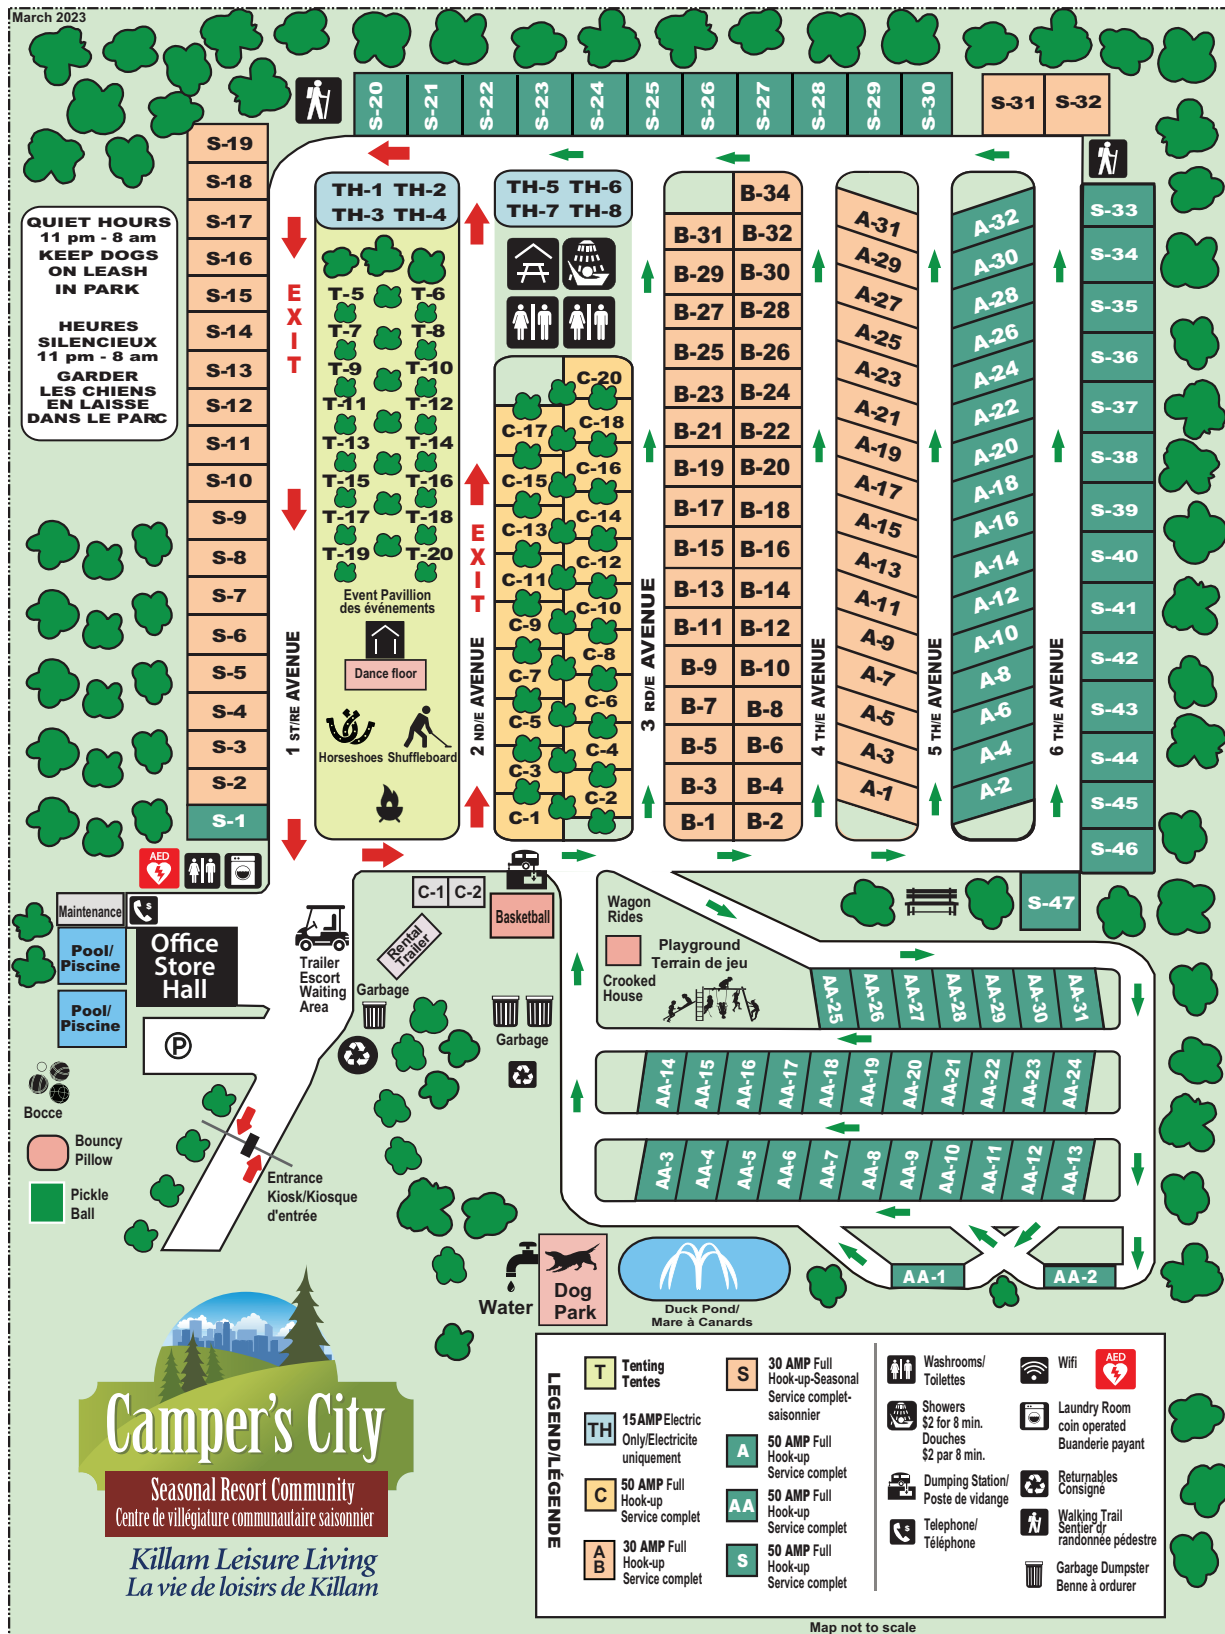 March 2023
S-20
S-21
S-22
S-23
S-24
S-25
S-26
S-27
S-28
S-29
S-30
S-31
S-32
S-19
S-18
S-17
S-16
S-15
S-14
S-13
S-12
S-11
S-10
S-9
S-8
S-7
S-6
S-5
S-4
S-3
S-2
S-1
QUIET HOURS
11 pm - 8 am
KEEP DOGS
ON LEASH
IN PARK
HEURES
SILENCIEUX
11 pm - 8 am
GARDER
LES CHIENS
EN LAISSE
DANS LE PARC
EXIT
1 ST/RE AVENUE
TH-1 TH-2
TH-3 TH-4
T-5 T-6
T-7 T-8
T-9 T-10
T-11 T-12
T-13 T-14
T-15 T-16
T-17 T-18
T-19 T-20
Event Pavillion
des événements
Dance floor
Horseshoes Shuffleboard
EXIT
2 ND/E AVENUE
TH-5 TH-6
TH-7 TH-8
C-20
C-18
C-17
C-16
C-15
C-14
C-13
C-12
C-11
C-10
C-9
C-8
C-7
C-6
C-5
C-4
C-3
C-2
C-1
3 RD/E AVENUE
B-34
B-31 B-32
B-29 B-30
B-27 B-28
B-25 B-26
B-23 B-24
B-21 B-22
B-19 B-20
B-17 B-18
B-15 B-16
B-13 B-14
B-11 B-12
B-9 B-10
B-7 B-8
B-5 B-6
B-3 B-4
B-1 B-2
4 TH/E AVENUE
A-31
A-29
A-27
A-25
A-23
A-21
A-19
A-17
A-15
A-13
A-11
A-9
A-7
A-5
A-3
A-1
5 TH/E AVENUE
A-32
A-30
A-28
A-26
A-24
A-22
A-20
A-18
A-16
A-14
A-12
A-10
A-8
A-6
A-4
A-2
6 TH/E AVENUE
S-33
S-34
S-35
S-36
S-37
S-38
S-39
S-40
S-41
S-42
S-43
S-44
S-45
S-46
S-47
AED
Maintenance
$
Pool/
Piscine
Pool/
Piscine
Office
Store
Hall
P
Trailer
Escort
Waiting
Area
Garbage
C-1 C-2
Rental
Trailer
Basketball
Garbage
Wagon
Rides
Crooked
House
Playground
Terrain de jeu
AA-25
AA-26
AA-27
AA-28
AA-29
AA-30
AA-31
AA-14
AA-15
AA-16
AA-17
AA-18
AA-19
AA-20
AA-21
AA-22
AA-23
AA-24
AA-3
AA-4
AA-5
AA-6
AA-7
AA-8
AA-9
AA-10
AA-11
AA-12
AA-13
AA-1
AA-2
Bocce
Bouncy
Pillow
Pickle
Ball
Entrance
Kiosk/Kiosque
d'entrée
Water
Dog
Park
Duck Pond/
Mare à Canards
Camper's City
Seasonal Resort Community
Centre de villégiature communautaire saisonnier
Killam Leisure Living
La vie de loisirs de Killam
LEGEND/LÉGENDE
T
Tenting
Tentes
TH
15 AMP Electric
Only/Electricite
uniquement
C
50 AMP Full
Hook-up
Service complet
A
B
30 AMP Full
Hook-up
Service complet
S
30 AMP Full
Hook-up-Seasonal
Service complet-
saisonnier
A
50 AMP Full
Hook-up
Service complet
AA
50 AMP Full
Hook-up
Service complet
S
50 AMP Full
Hook-up
Service complet
Washrooms/
Toilettes
Showers
$2 for 8 min.
Douches
$2 par 8 min.
Dumping Station/
Poste de vidange
$
Telephone/
Téléphone
Wifi
AED
Laundry Room
coin operated
Buanderie payant
Returnables
Consigné
Walking Trail
Sentier dr
randonnée pédestre
Garbage Dumpster
Benne à ordurer
Map not to scale